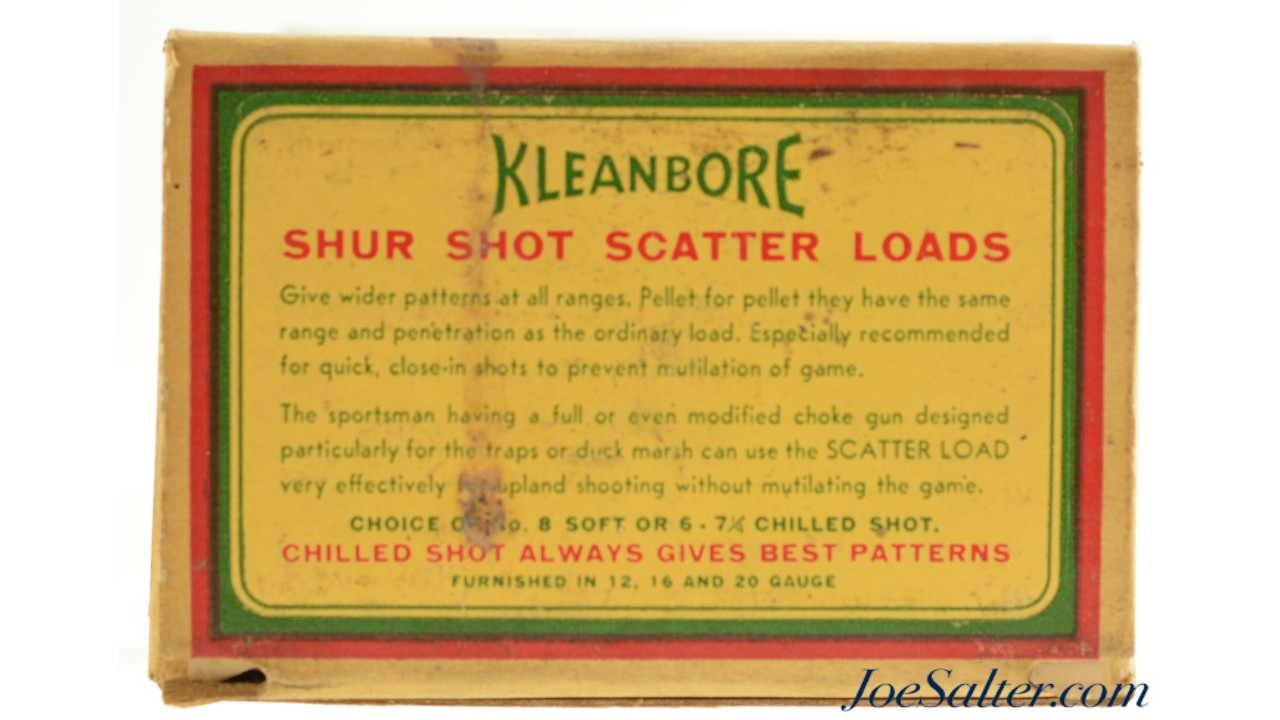 KLEANBORE
SHUR SHOT SCATTER LOADS
Give wider patterns at all ranges. Pellet for pellet they have the same
range and penetration as the ordinary load. Especially recommended
for quick, close-in shots to prevent mutilation of game.
The sportsman having a full or even modified choke gun designed
particularly for the traps or duck marsh can use the SCATTER LOAD
very effectively upland shooting without mutilating the game.
CHOICE OF No. 8 SOFT OR 6 - 7½ CHILLED SHOT.
CHILLED SHOT ALWAYS GIVES BEST PATTERNS
FURNISHED IN 12, 16 AND 20 GAUGE
JoeSalter.com